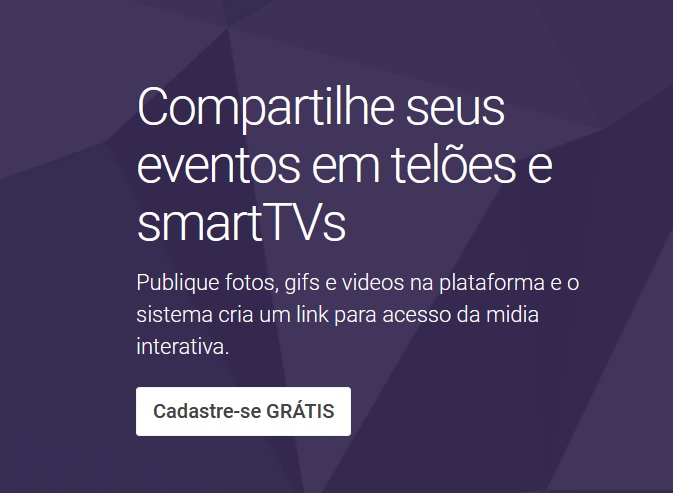 Compartilhe seus
eventos em telões e
smartTVs
Publique fotos, gifs e videos na plataforma e o
sistema cria um link para acesso da midia
interativa.
Cadastre-se GRÁTIS